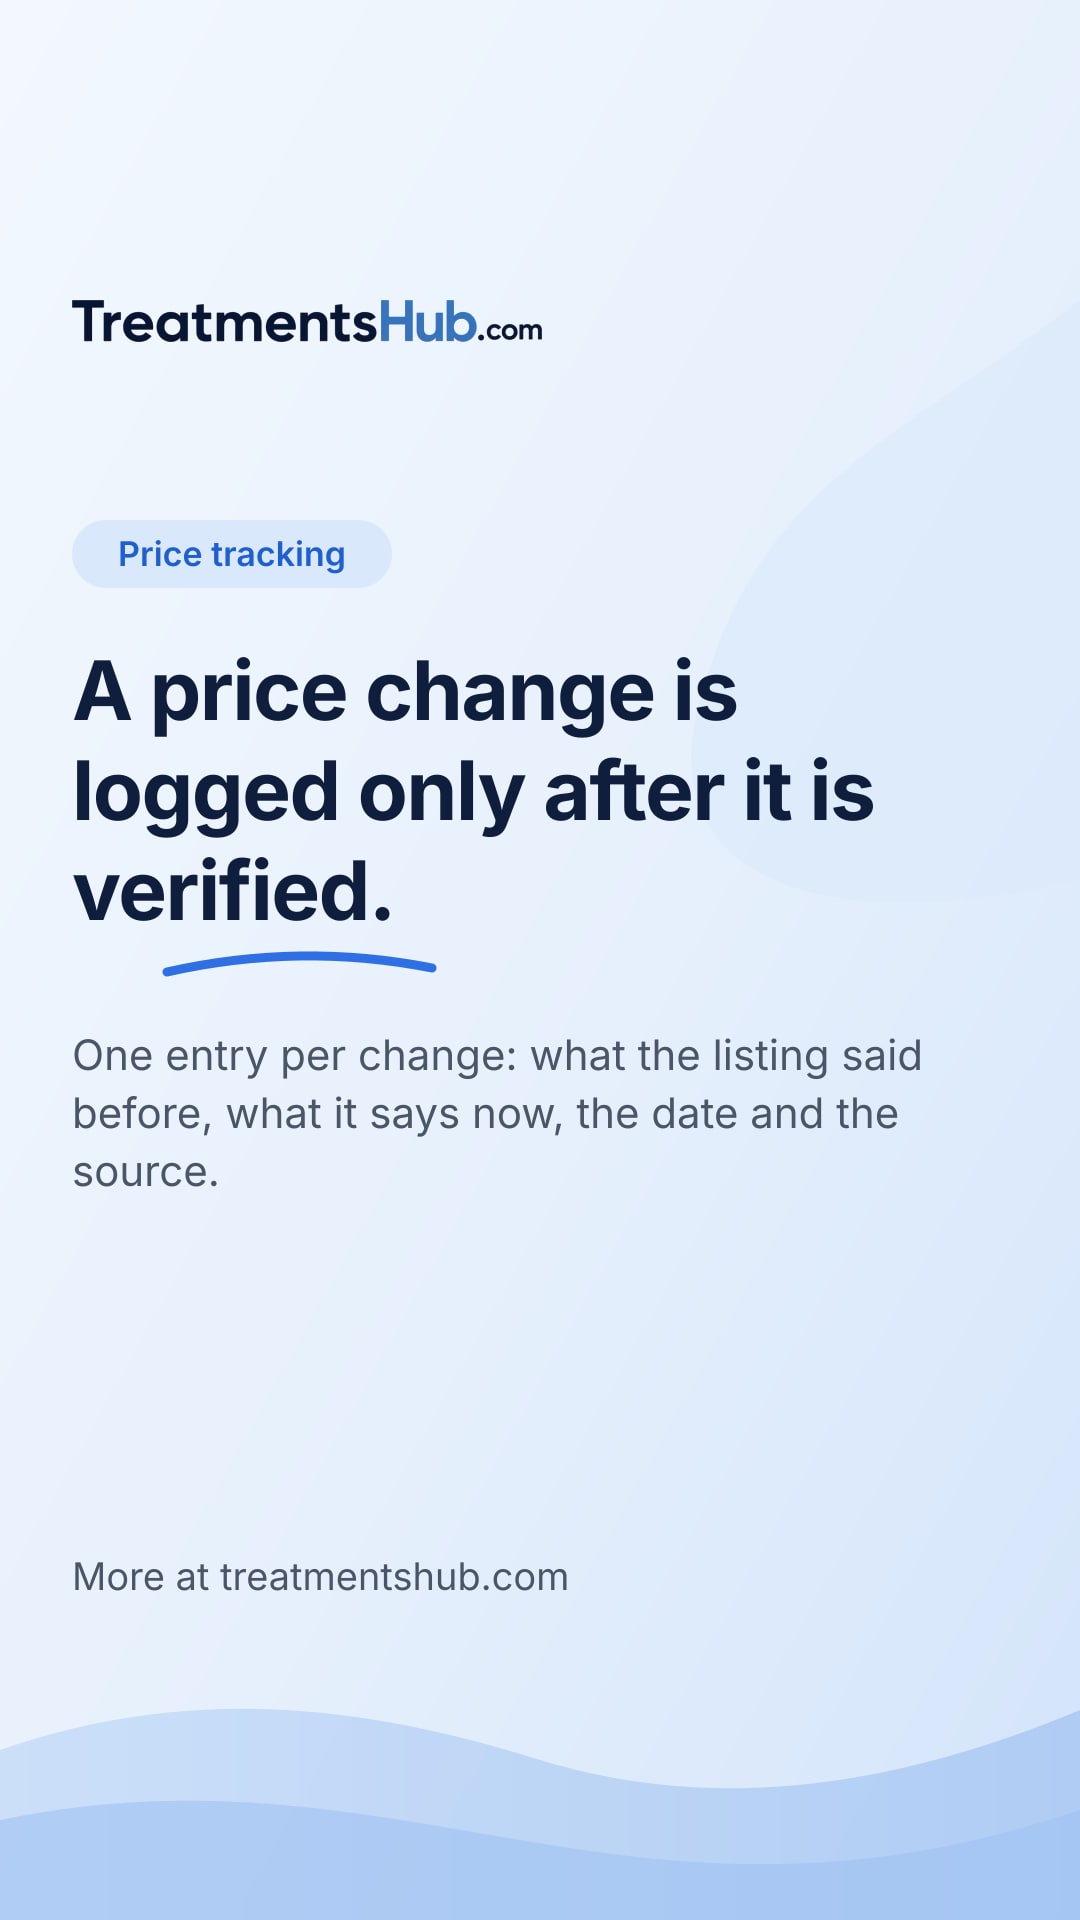 TreatmentsHub.com
Price tracking
A price change is
logged only after it is
verified.
One entry per change: what the listing said
before, what it says now, the date and the
source.
More at treatmentshub.com